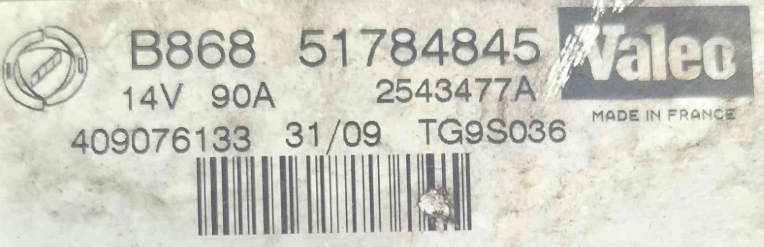 B868 51784845 Valeo
14V 90A 2543477A
MADE IN FRANCE
409076133 31/09 TG9S036